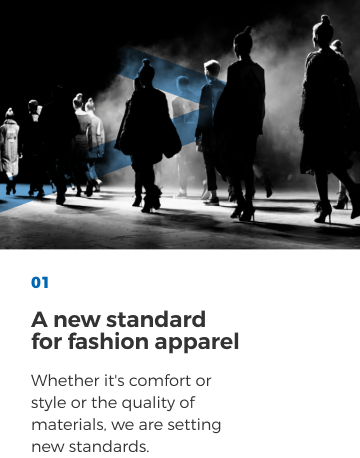 01
A new standard
for fashion apparel
Whether it's comfort or
style or the quality of
materials, we are setting
new standards.